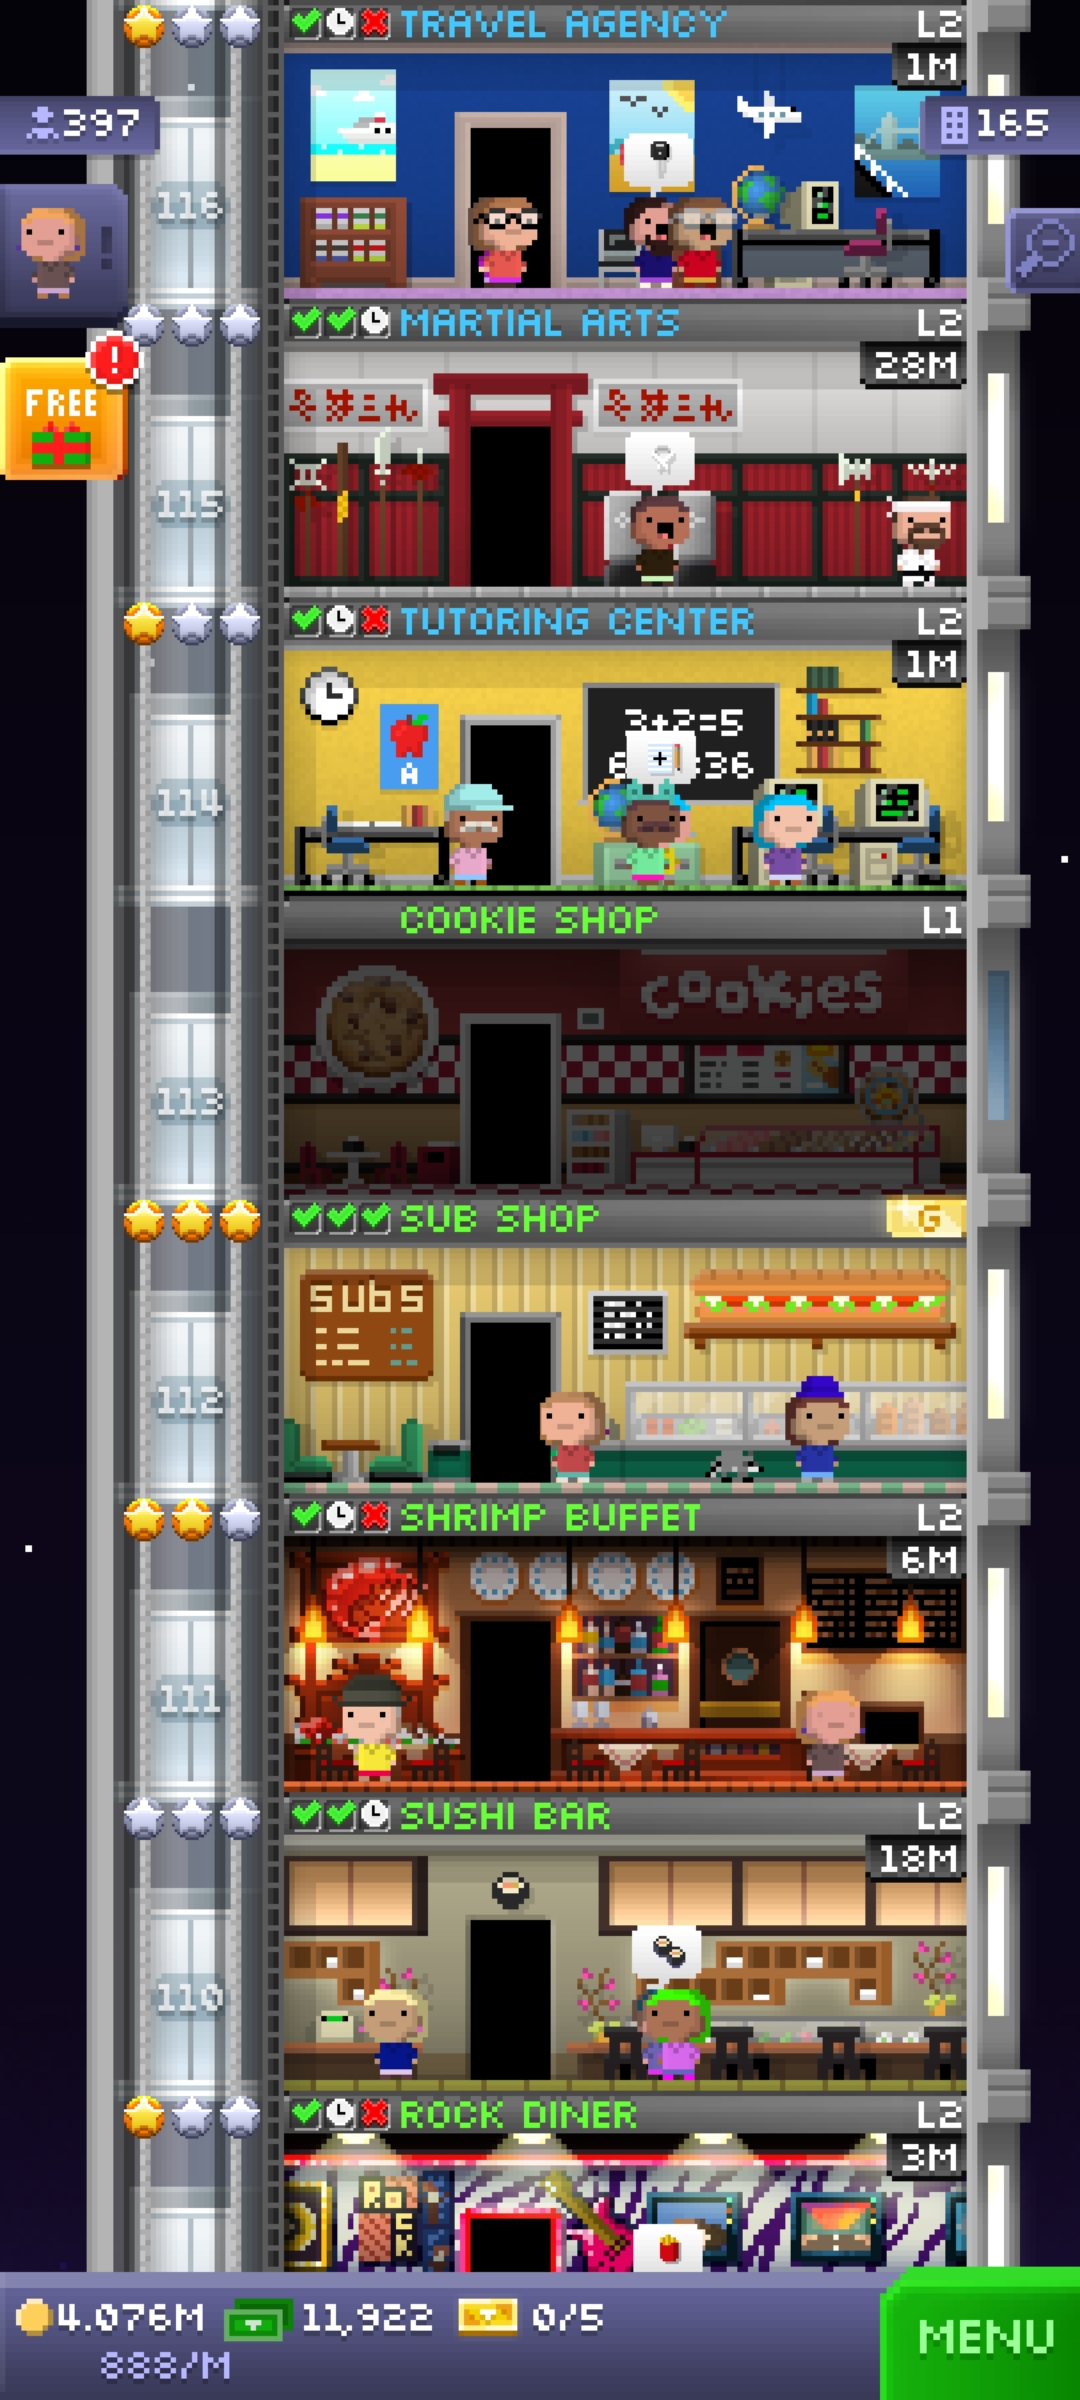 TRAVEL AGENCY L2
1M
397
165
116
MARTIAL ARTS L2
28M
FREE
!
115
TUTORING CENTER L2
1M
3+2=5
A
36
114
COOKIE SHOP L1
cookies
113
SUB SHOP G
subs
112
SHRIMP BUFFET L2
6M
111
SUSHI BAR L2
18M
110
ROCK DINER L2
3M
ROCK
4.076M 11,922 0/5
888/M
MENU